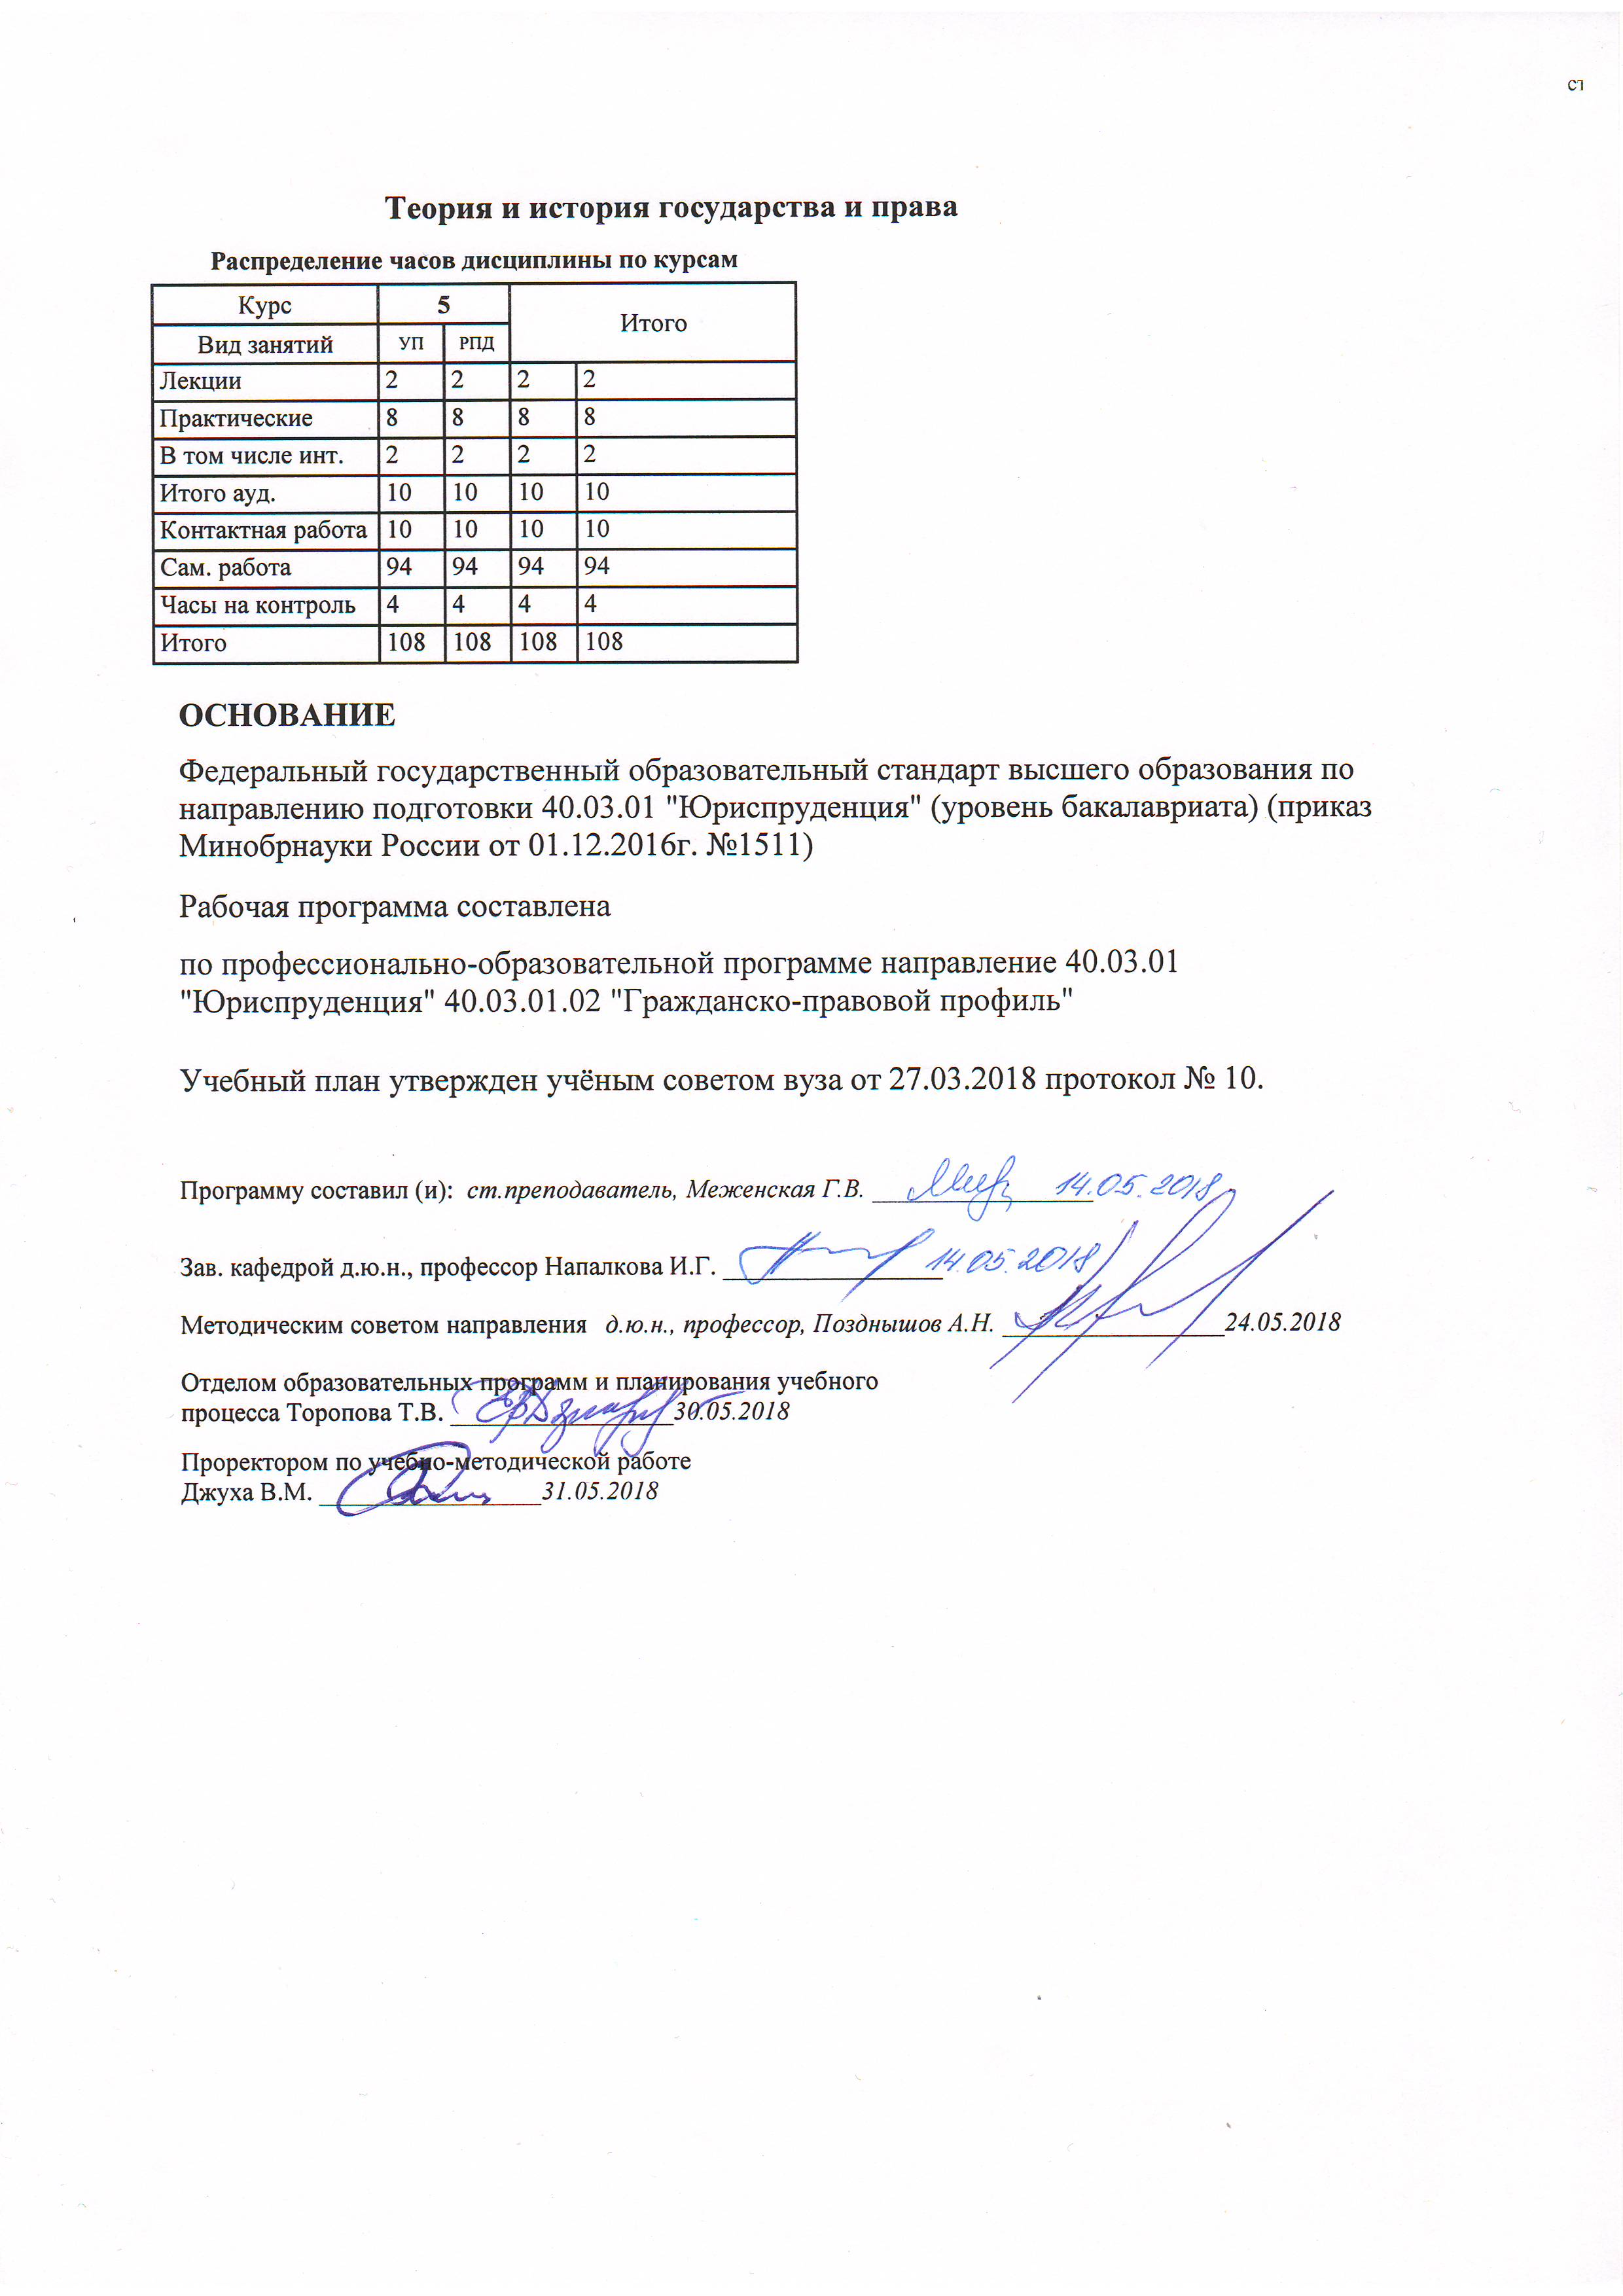 ст
Теория и история государства и права
Распределение часов дисциплины по курсам
Курс 5 Итого
Вид занятий УП РПД
Лекции 2 2 2 2
Практические 8 8 8 8
В том числе инт. 2 2 2 2
Итого ауд. 10 10 10 10
Контактная работа 10 10 10 10
Сам. работа 94 94 94 94
Часы на контроль 4 4 4 4
Итого 108 108 108 108
ОСНОВАНИЕ
Федеральный государственный образовательный стандарт высшего образования по
направлению подготовки 40.03.01 "Юриспруденция" (уровень бакалавриата) (приказ
Минобрнауки России от 01.12.2016г. №1511)
Рабочая программа составлена
по профессионально-образовательной программе направление 40.03.01
"Юриспруденция" 40.03.01.02 "Гражданско-правовой профиль"
Учебный план утвержден учёным советом вуза от 27.03.2018 протокол № 10.
Программу составил (и): ст.преподаватель, Меженская Г.В. 14.05.2018
Зав. кафедрой д.ю.н., профессор Напалкова И.Г. 14.05.2018
Методическим советом направления д.ю.н., профессор, Позднышов А.Н. 24.05.2018
Отделом образовательных программ и планирования учебного
процесса Торопова Т.В. 30.05.2018
Проректором по учебно-методической работе
Джуха В.М. 31.05.2018